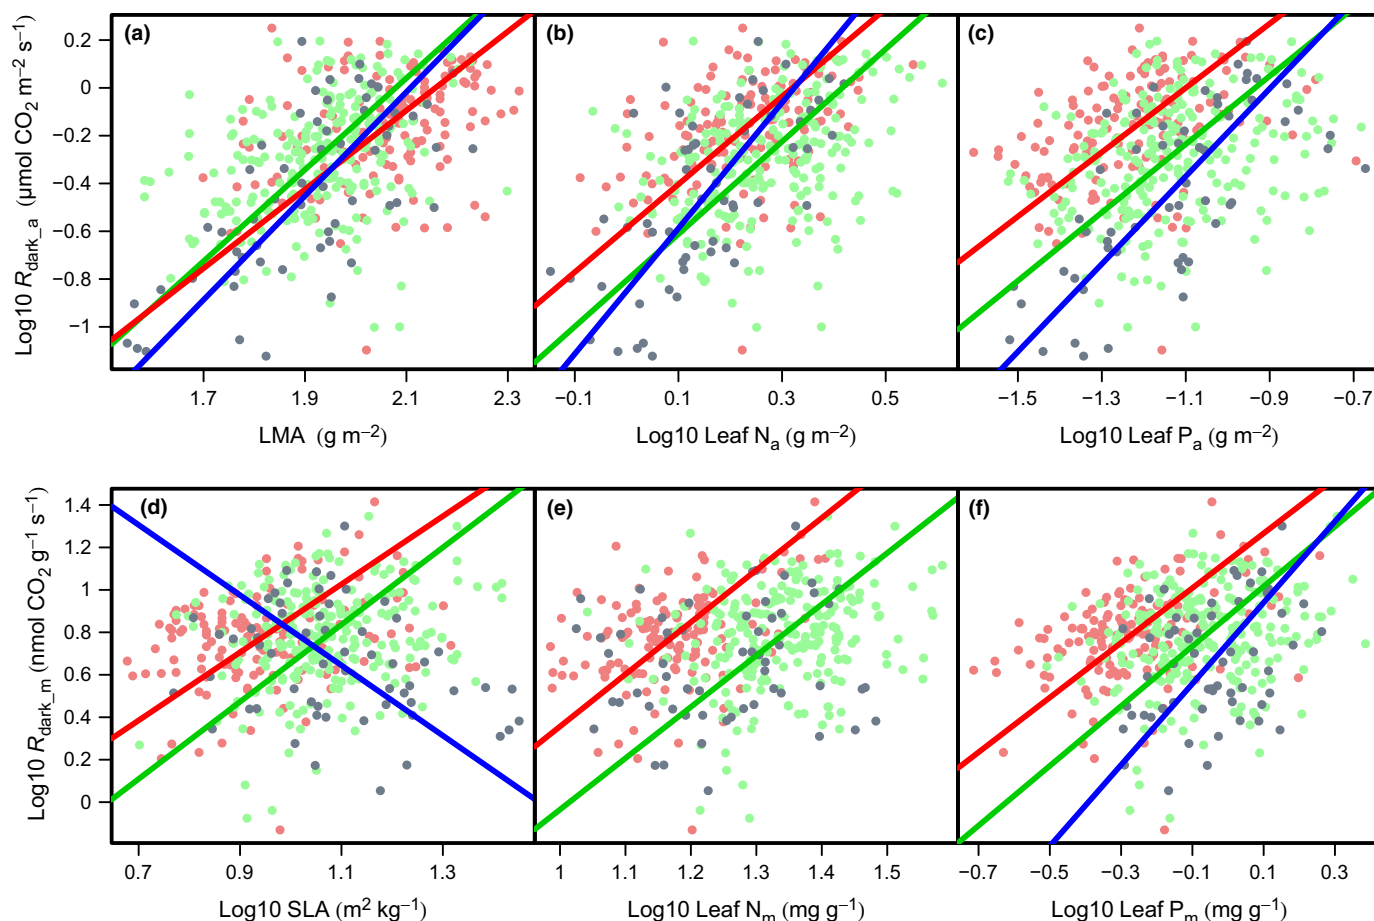 (a) (b) (c)
Log10 R_dark_a (μmol CO₂ m⁻² s⁻¹)
0.2
0
−0.2
−0.4
−0.6
−0.8
−1
1.7 1.9 2.1 2.3
−0.1 0.1 0.3 0.5
−1.5 −1.3 −1.1 −0.9 −0.7
LMA (g m⁻²)
Log10 Leaf Nₐ (g m⁻²)
Log10 Leaf Pₐ (g m⁻²)
(d) (e) (f)
Log10 R_dark_m (nmol CO₂ g⁻¹ s⁻¹)
1.4
1.2
1
0.8
0.6
0.4
0.2
0
0.7 0.9 1.1 1.3
1 1.1 1.2 1.3 1.4 1.5
−0.7 −0.5 −0.3 −0.1 0.1 0.3
Log10 SLA (m² kg⁻¹)
Log10 Leaf Nₘ (mg g⁻¹)
Log10 Leaf Pₘ (mg g⁻¹)